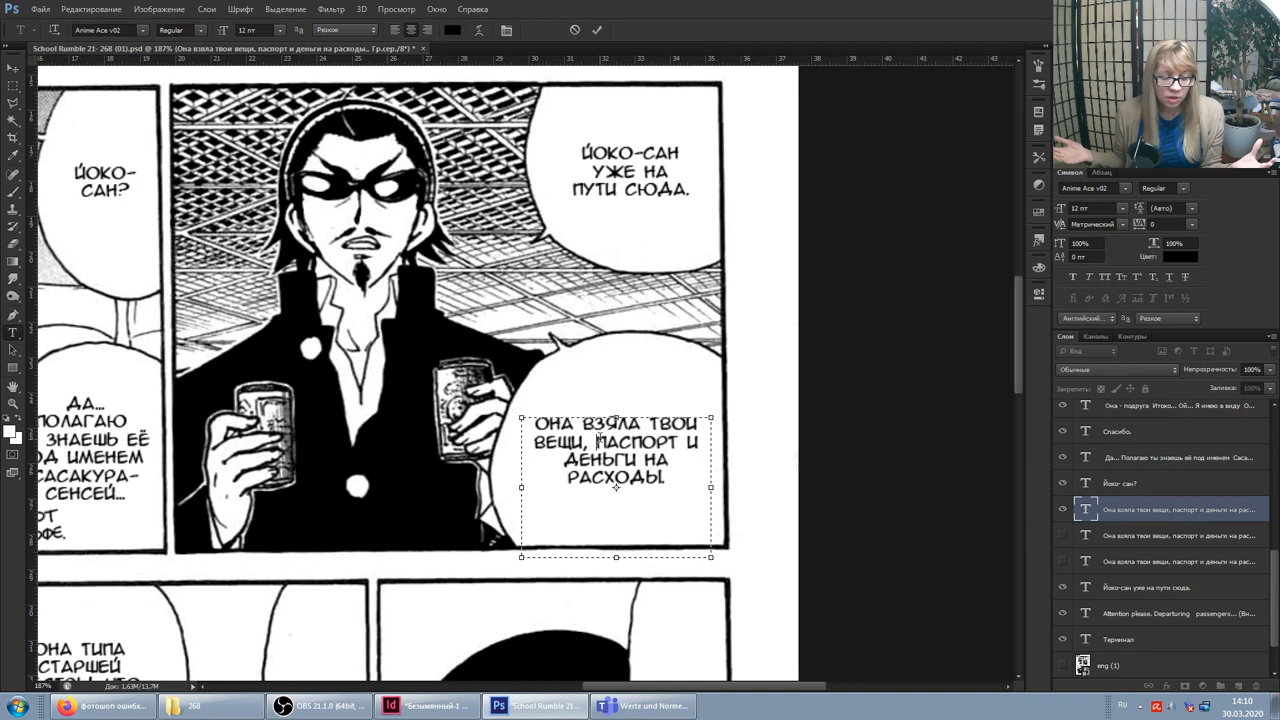 Ps Файл Редактирование Изображение Слои Шрифт Выделение Фильтр 3D Просмотр Окно Справка
Anime Ace v02 Regular 12 пт Резкое
School Rumble 21- 268 (01).psd @ 187% (Она взяла твои вещи, паспорт и деньги на расходы., Гр.сер./8*) * ×
ЙОКО-
САН?
ЙОКО-САН
УЖЕ НА
ПУТИ СЮДА.
ДА...
ПОЛАГАЮ
ЗНАЕШЬ ЕЁ
ОД ИМЕНЕМ
САСАКУРА-
СЕНСЕЙ...
ОТ
ФЕ.
ОНА ВЗЯЛА ТВОИ
ВЕЩИ, ПАСПОРТ И
ДЕНЬГИ НА
РАСХОДЫ.
ОНА ТИПА
СТАРШЕЙ
Символ Абзац
Anime Ace v02 Regular
12 пт (Авто)
Метрический 0
100% 100%
0 пт Цвет:
Английский... Резкое
Слои Каналы Контуры
Вид
Обычные Непрозрачность: 100%
Закрепить: Заливка: 100%
Она - подруга Итоко... Ой... Я имею в виду О...
Спасибо.
Да... Полагаю ты знаешь её под именем Саса...
Йоко- сан?
Она взяла твои вещи, паспорт и деньги на рас...
Она взяла твои вещи, паспорт и деньги на рас...
Она взяла твои вещи, паспорт и деньги на рас...
Йоко-сан уже на пути сюда.
Attention please. Departuring passengers... (Вн...
Терминал
eng (1)
187% Док: 1,63M/13,7M
фотошоп ошибк... 268 OBS 21.1.0 (64bit, ... *Безымянный-1 ... School Rumble 21... Werte und Norme...
RU 14:10
30.03.2020